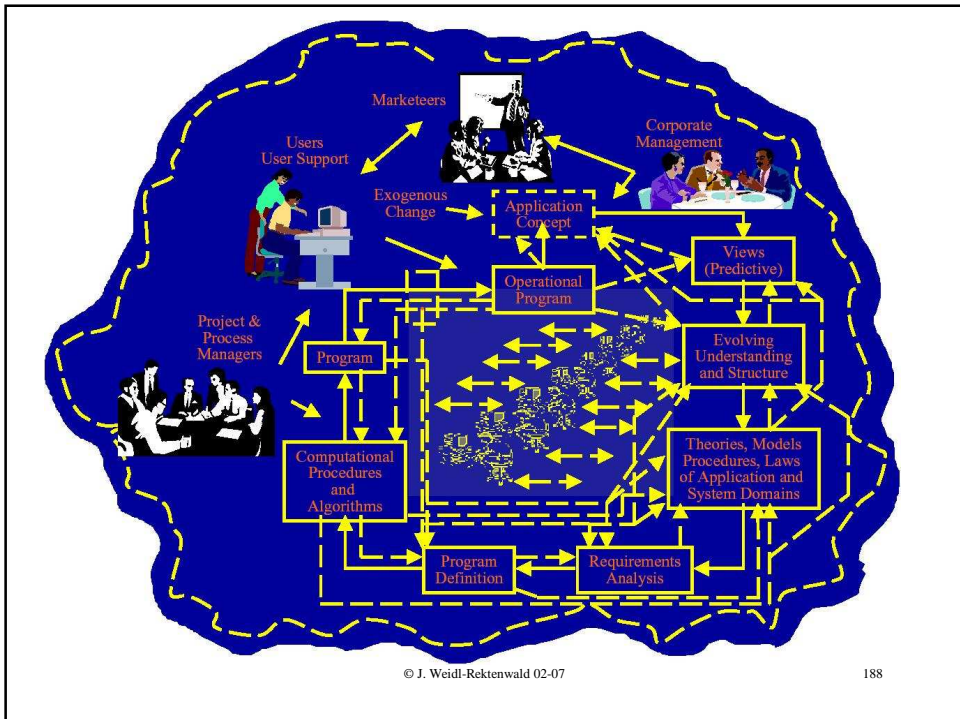 Marketeers
Users
User Support
Corporate
Management
Exogenous
Change
Application
Concept
Views
(Predictive)
Operational
Program
Project &
Process
Managers
Program
Evolving
Understanding
and Structure
Computational
Procedures
and
Algorithms
Theories, Models
Procedures, Laws
of Application and
System Domains
Program
Definition
Requirements
Analysis
© J. Weidl-Rektenwald 02-07
188